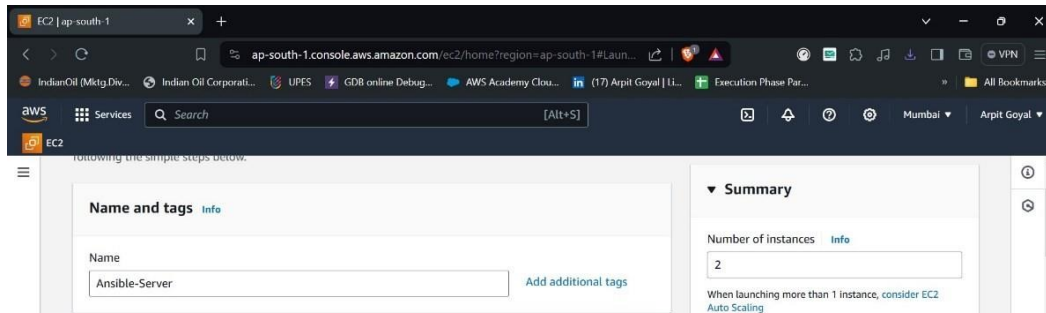 EC2 | ap-south-1
ap-south-1.console.aws.amazon.com/ec2/home?region=ap-south-1#Laun...
VPN
IndianOil (Mktg.Div... Indian Oil Corporati... UPES GDB online Debug... AWS Academy Clou... in (17) Arpit Goyal | Li... Execution Phase Par... » All Bookmarks
aws Services Search [Alt+S] Mumbai Arpit Goyal
EC2
following the simple steps below.
Name and tags Info
Name
Ansible-Server
Add additional tags
Summary
Number of instances Info
2
When launching more than 1 instance, consider EC2
Auto Scaling